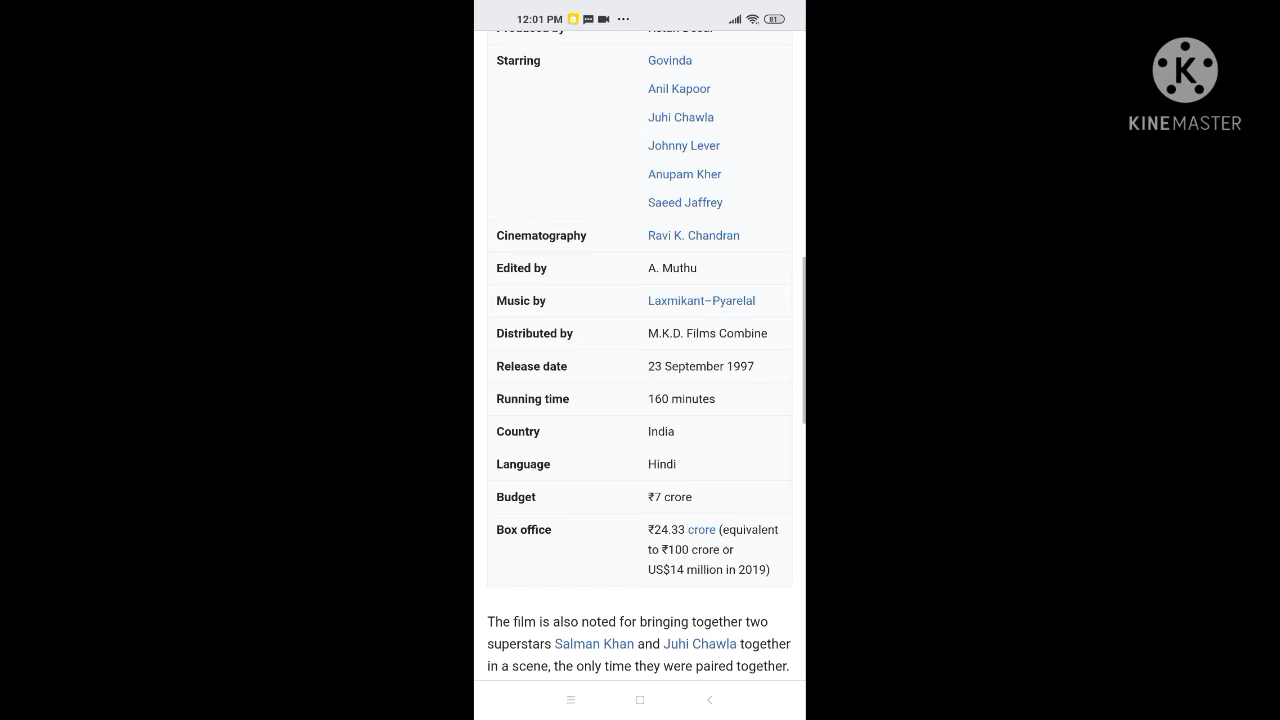 12:01 PM
81
Starring Govinda
Anil Kapoor
Juhi Chawla
Johnny Lever
Anupam Kher
Saeed Jaffrey
Cinematography Ravi K. Chandran
Edited by A. Muthu
Music by Laxmikant–Pyarelal
Distributed by M.K.D. Films Combine
Release date 23 September 1997
Running time 160 minutes
Country India
Language Hindi
Budget ₹7 crore
Box office ₹24.33 crore (equivalent
to ₹100 crore or
US$14 million in 2019)
The film is also noted for bringing together two
superstars Salman Khan and Juhi Chawla together
in a scene, the only time they were paired together.
K
KINEMASTER